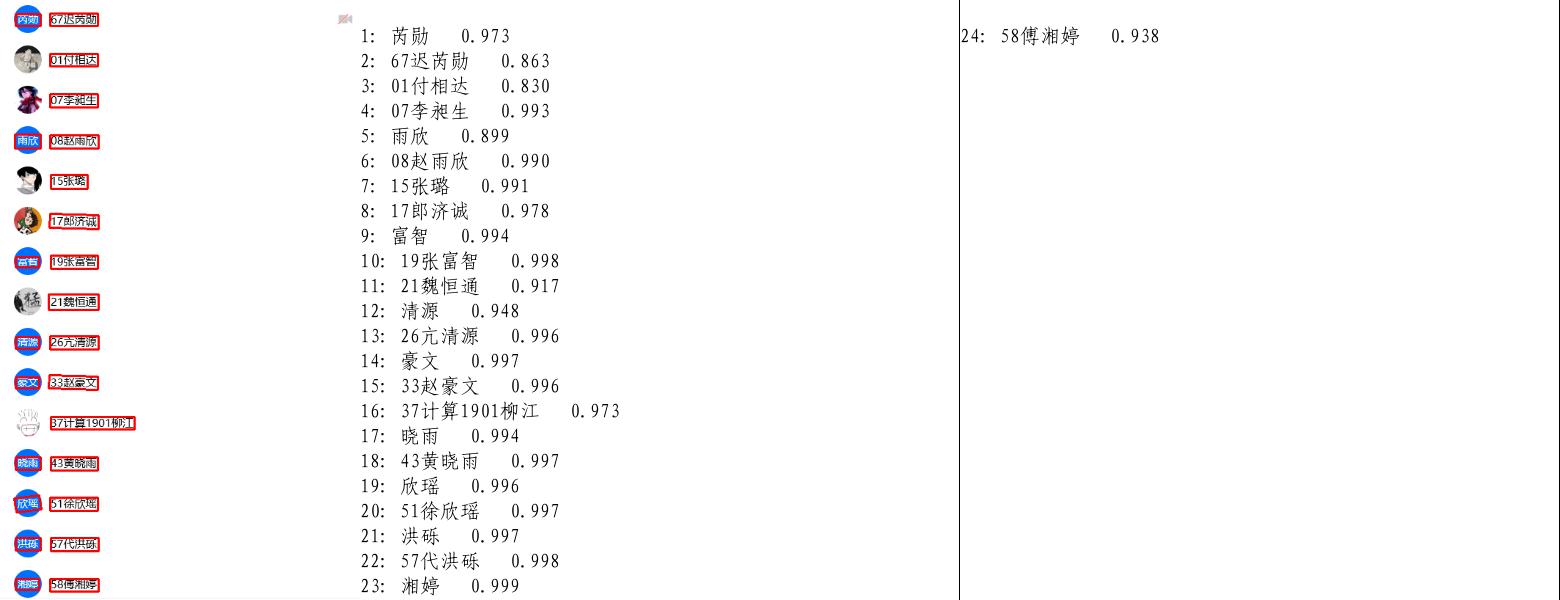 芮勋 67迟芮勋
01付相达
07李昶生
雨欣 08赵雨欣
15张璐
17郎济诚
富智 19张富智
猛 21魏恒通
清源 26亢清源
豪文 33赵豪文
37计算1901柳江
晓雨 43黄晓雨
欣瑶 51徐欣瑶
洪砾 57代洪砾
湘婷 58傅湘婷
1: 芮勋 0.973
2: 67迟芮勋 0.863
3: 01付相达 0.830
4: 07李昶生 0.993
5: 雨欣 0.899
6: 08赵雨欣 0.990
7: 15张璐 0.991
8: 17郎济诚 0.978
9: 富智 0.994
10: 19张富智 0.998
11: 21魏恒通 0.917
12: 清源 0.948
13: 26亢清源 0.996
14: 豪文 0.997
15: 33赵豪文 0.996
16: 37计算1901柳江 0.973
17: 晓雨 0.994
18: 43黄晓雨 0.997
19: 欣瑶 0.996
20: 51徐欣瑶 0.997
21: 洪砾 0.997
22: 57代洪砾 0.998
23: 湘婷 0.999
24: 58傅湘婷 0.938